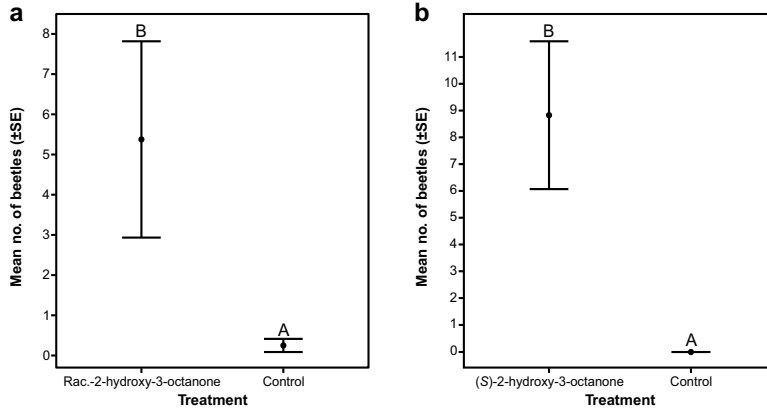 a
Mean no. of beetles (±SE)
8
7
6
5
4
3
2
1
0
B
A
Rac.-2-hydroxy-3-octanone
Control
Treatment
b
Mean no. of beetles (±SE)
11
10
9
8
7
6
5
4
3
2
1
0
B
A
(S)-2-hydroxy-3-octanone
Control
Treatment